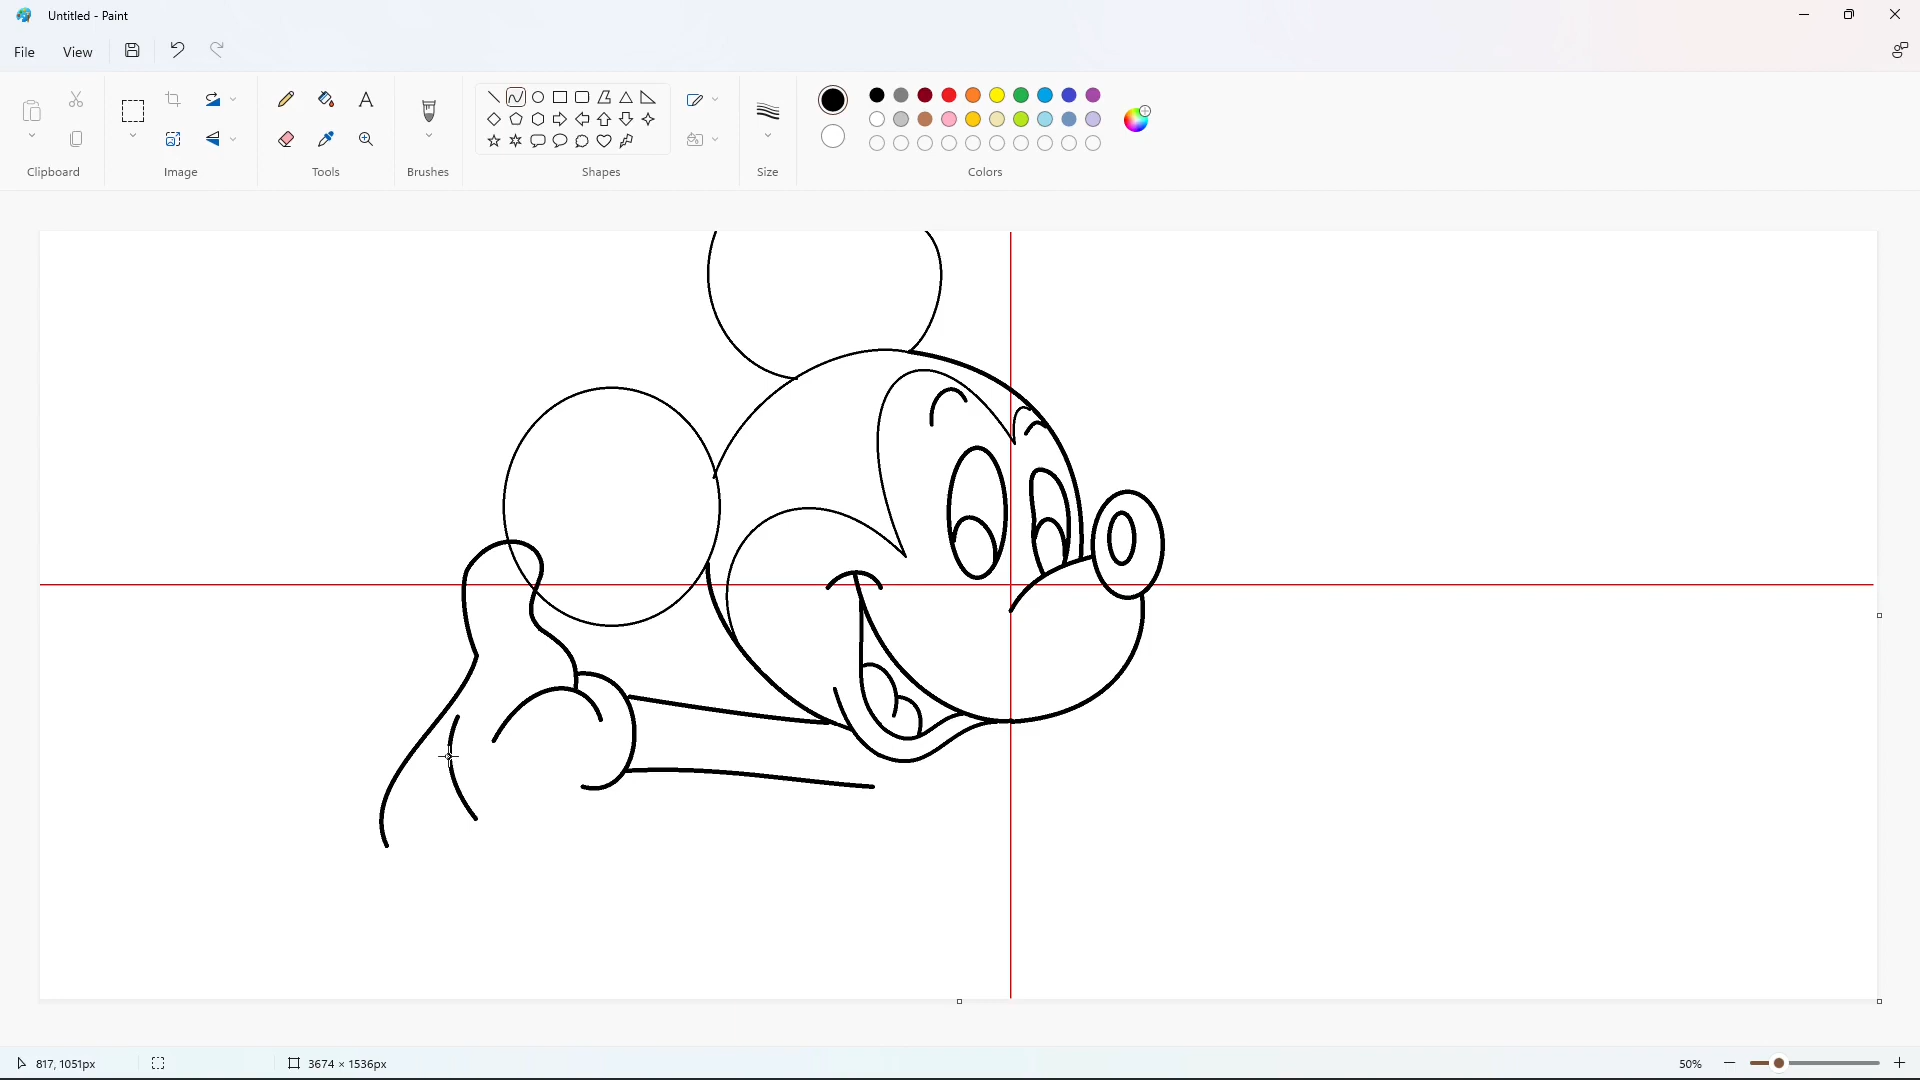 Untitled - Paint
File View
Clipboard Image Tools Brushes Shapes Size Colors
817, 1051px 3674 × 1536px 50%